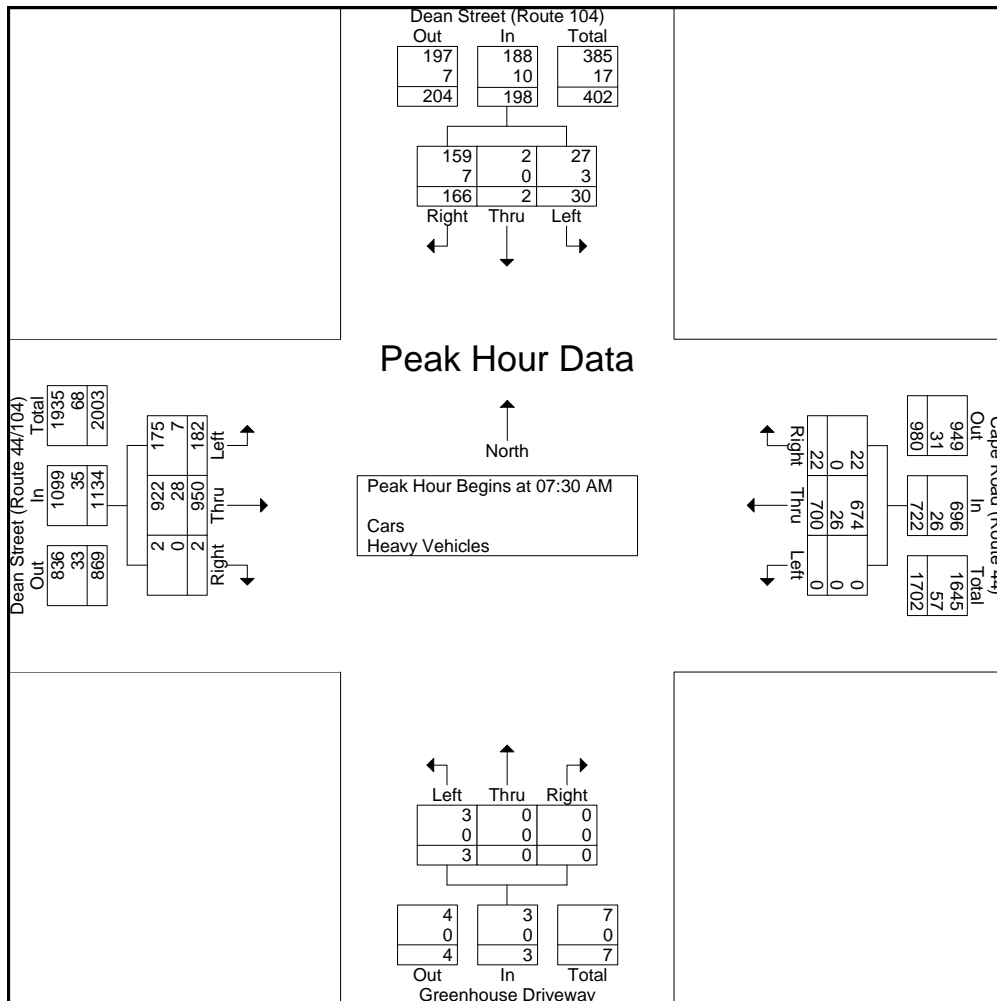 Dean Street (Route 104)
Out In Total
197 188 385
7 10 17
204 198 402
159 2 27
7 0 3
166 2 30
Right Thru Left
Peak Hour Data
North
Peak Hour Begins at 07:30 AM
Cars
Heavy Vehicles
Dean Street (Route 44/104)
Out In Total
836 1099 1935
33 35 68
869 1134 2003
2 922 175
0 28 7
2 950 182
Right Thru Left
Cape Road (Route 44)
Out In Total
949 696 1645
31 26 57
980 722 1702
22 674 0
0 26 0
22 700 0
Right Thru Left
Left Thru Right
3 0 0
0 0 0
3 0 0
4 3 7
0 0 0
4 3 7
Out In Total
Greenhouse Driveway